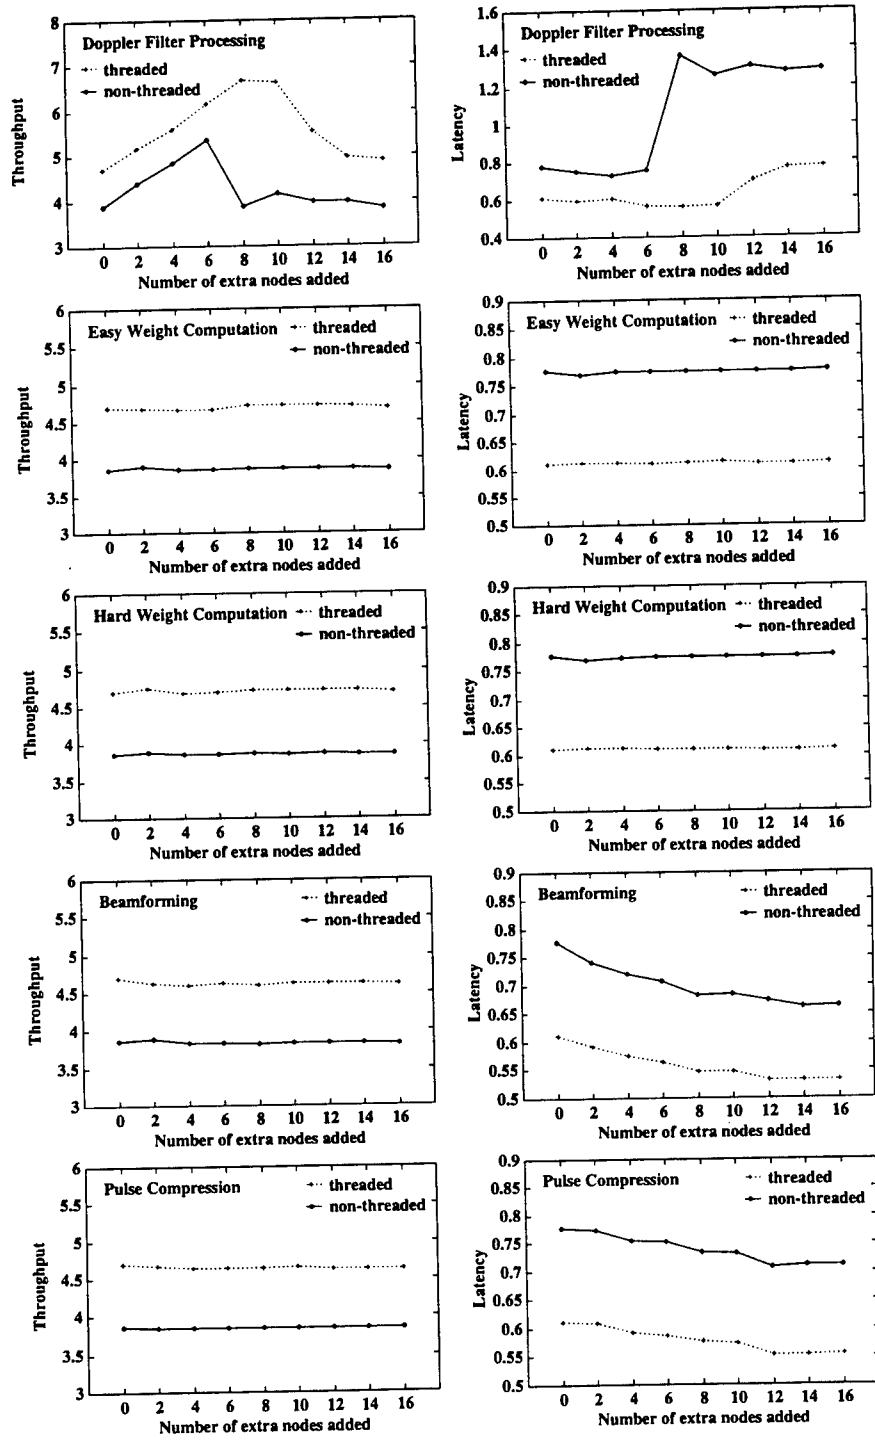 Doppler Filter Processing
threaded
non-threaded
8
7
6
5
4
3
Throughput
0 2 4 6 8 10 12 14 16
Number of extra nodes added
Doppler Filter Processing
threaded
non-threaded
1.6
1.4
1.2
1
0.8
0.6
0.4
Latency
0 2 4 6 8 10 12 14 16
Number of extra nodes added
Easy Weight Computation
threaded
non-threaded
6
5.5
5
4.5
4
3.5
3
Throughput
0 2 4 6 8 10 12 14 16
Number of extra nodes added
Easy Weight Computation
threaded
non-threaded
0.9
0.85
0.8
0.75
0.7
0.65
0.6
0.55
0.5
Latency
0 2 4 6 8 10 12 14 16
Number of extra nodes added
Hard Weight Computation
threaded
non-threaded
6
5.5
5
4.5
4
3.5
3
Throughput
0 2 4 6 8 10 12 14 16
Number of extra nodes added
Hard Weight Computation
threaded
non-threaded
0.9
0.85
0.8
0.75
0.7
0.65
0.6
0.55
0.5
Latency
0 2 4 6 8 10 12 14 16
Number of extra nodes added
Beamforming
threaded
non-threaded
6
5.5
5
4.5
4
3.5
3
Throughput
0 2 4 6 8 10 12 14 16
Number of extra nodes added
Beamforming
threaded
non-threaded
0.9
0.85
0.8
0.75
0.7
0.65
0.6
0.55
0.5
Latency
0 2 4 6 8 10 12 14 16
Number of extra nodes added
Pulse Compression
threaded
non-threaded
6
5.5
5
4.5
4
3.5
3
Throughput
0 2 4 6 8 10 12 14 16
Number of extra nodes added
Pulse Compression
threaded
non-threaded
0.9
0.85
0.8
0.75
0.7
0.65
0.6
0.55
0.5
Latency
0 2 4 6 8 10 12 14 16
Number of extra nodes added